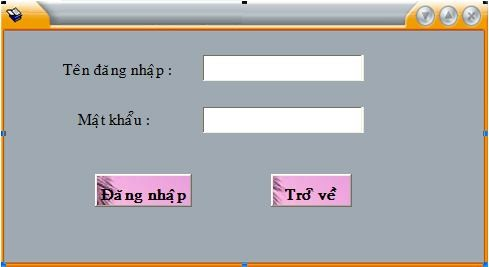 Tên đăng nhập :
Mật khẩu :
Đăng nhập
Trở về